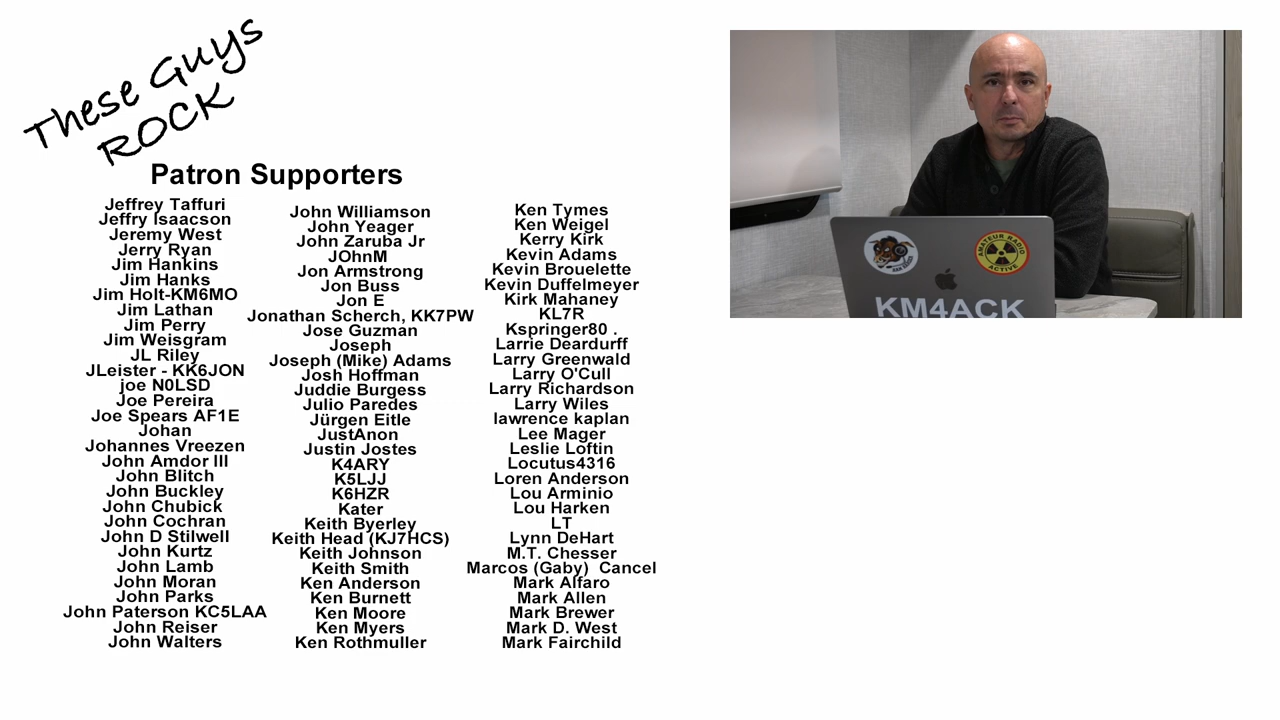 These Guys
ROCK
Patron Supporters
Jeffrey Taffuri
Jeffry Isaacson
Jeremy West
Jerry Ryan
Jim Hankins
Jim Hanks
Jim Holt-KM6MO
Jim Lathan
Jim Perry
Jim Weisgram
JL Riley
JLeister - KK6JON
joe N0LSD
Joe Pereira
Joe Spears AF1E
Johan
Johannes Vreezen
John Amdor III
John Blitch
John Buckley
John Chubick
John Cochran
John D Stilwell
John Kurtz
John Lamb
John Moran
John Parks
John Paterson KC5LAA
John Reiser
John Walters
John Williamson
John Yeager
John Zaruba Jr
JOhnM
Jon Armstrong
Jon Buss
Jon E
Jonathan Scherch, KK7PW
Jose Guzman
Joseph
Joseph (Mike) Adams
Josh Hoffman
Juddie Burgess
Julio Paredes
Jürgen Eitle
JustAnon
Justin Jostes
K4ARY
K5LJJ
K6HZR
Kater
Keith Byerley
Keith Head (KJ7HCS)
Keith Johnson
Keith Smith
Ken Anderson
Ken Burnett
Ken Moore
Ken Myers
Ken Rothmuller
Ken Tymes
Ken Weigel
Kerry Kirk
Kevin Adams
Kevin Brouelette
Kevin Duffelmeyer
Kirk Mahaney
KL7R
Kspringer80 .
Larrie Deardurff
Larry Greenwald
Larry O'Cull
Larry Richardson
Larry Wiles
lawrence kaplan
Lee Mager
Leslie Loftin
Locutus4316
Loren Anderson
Lou Arminio
Lou Harken
LT
Lynn DeHart
M.T. Chesser
Marcos (Gaby)  Cancel
Mark Alfaro
Mark Allen
Mark Brewer
Mark D. West
Mark Fairchild
AMATEUR RADIO
ACTIVE
KM4ACK